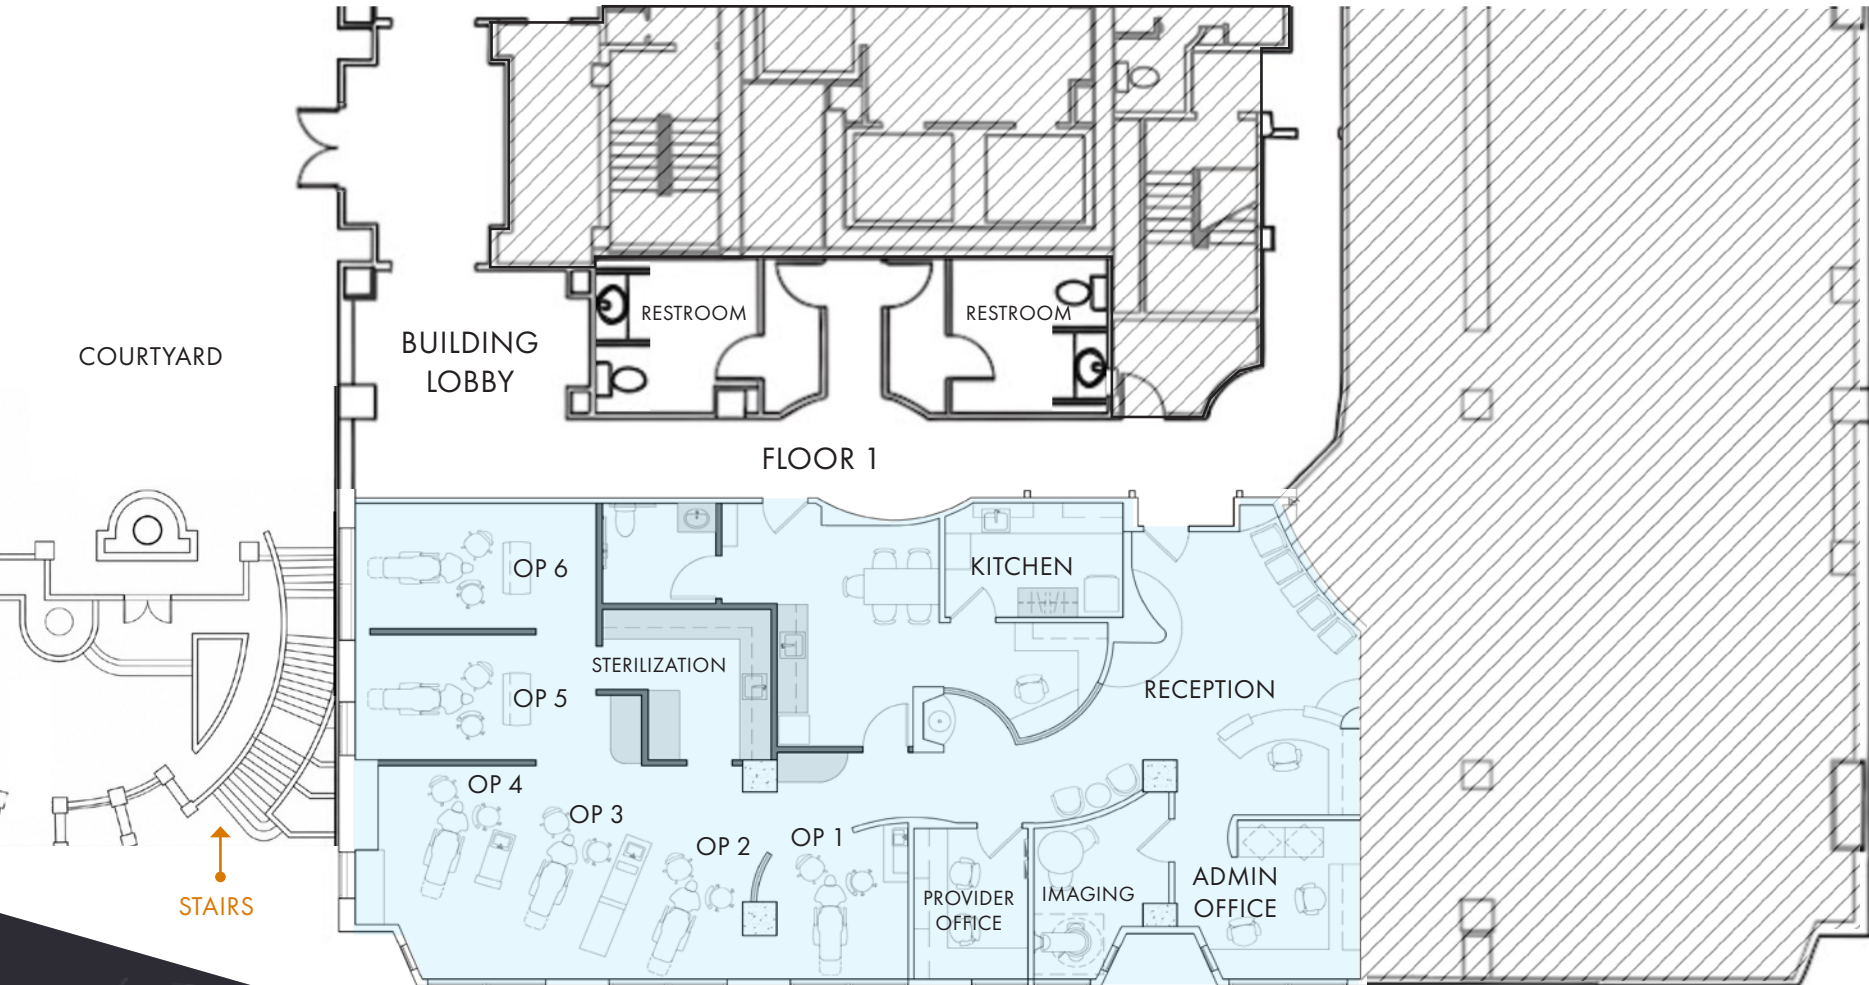 RESTROOM
RESTROOM
COURTYARD
BUILDING
LOBBY
FLOOR 1
OP 6
KITCHEN
STERILIZATION
OP 5
RECEPTION
OP 4
OP 3
OP 2
OP 1
STAIRS
PROVIDER
OFFICE
IMAGING
ADMIN
OFFICE